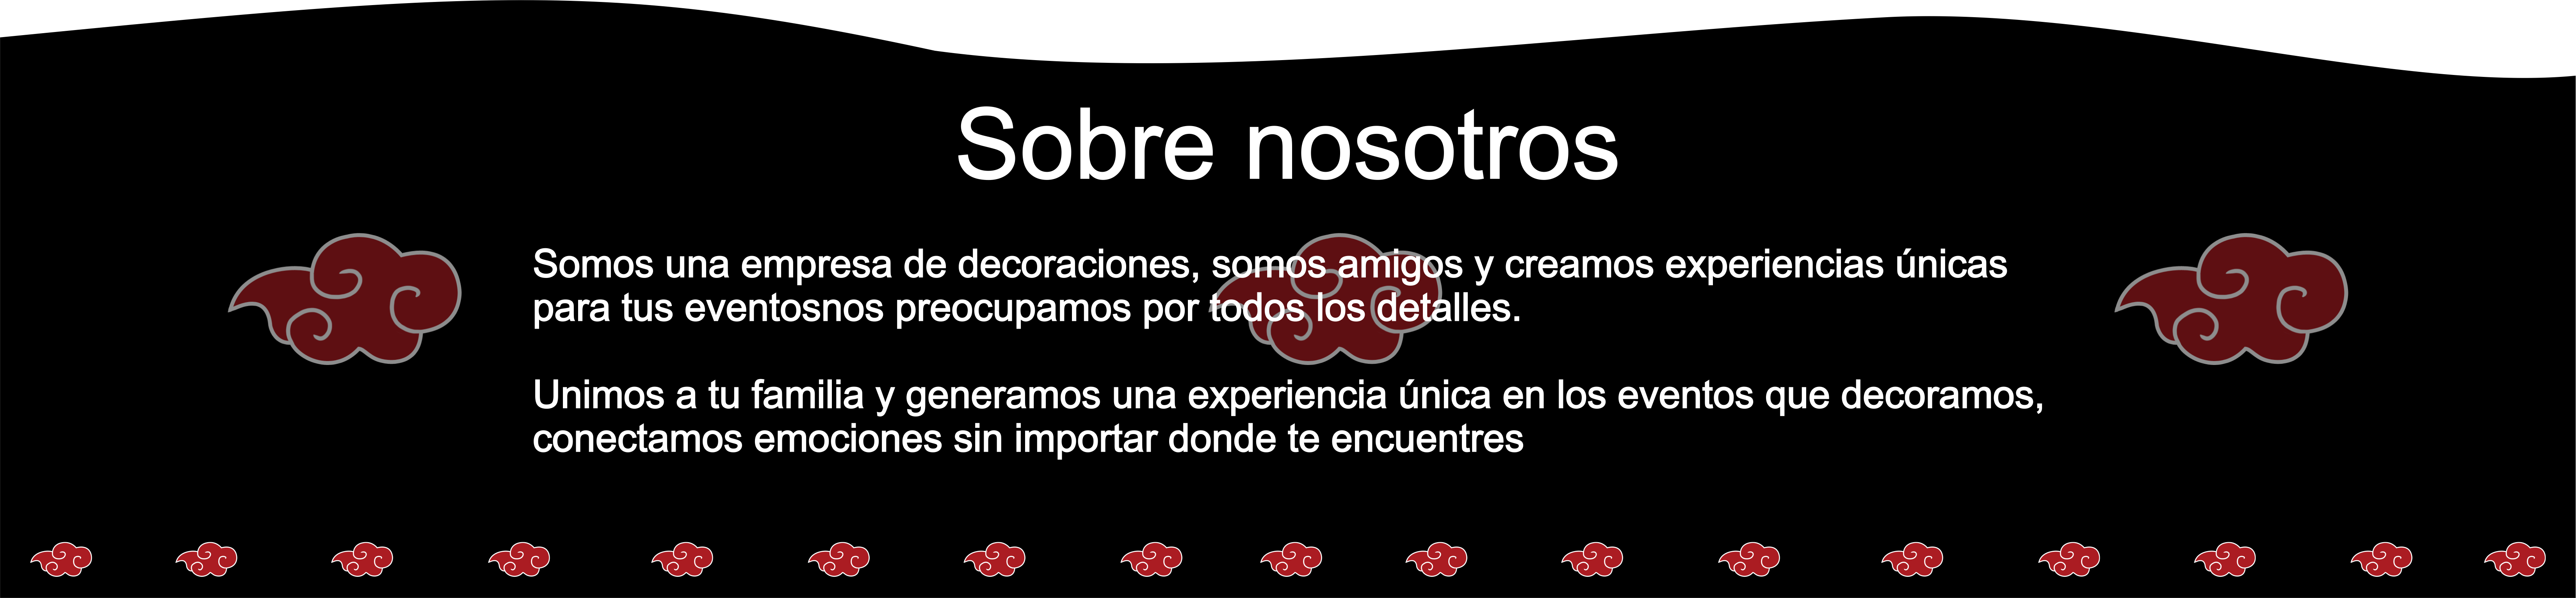 Sobre nosotros
Somos una empresa de decoraciones, somos amigos y creamos experiencias únicas
para tus eventosnos preocupamos por todos los detalles.
Unimos a tu familia y generamos una experiencia única en los eventos que decoramos,
conectamos emociones sin importar donde te encuentres